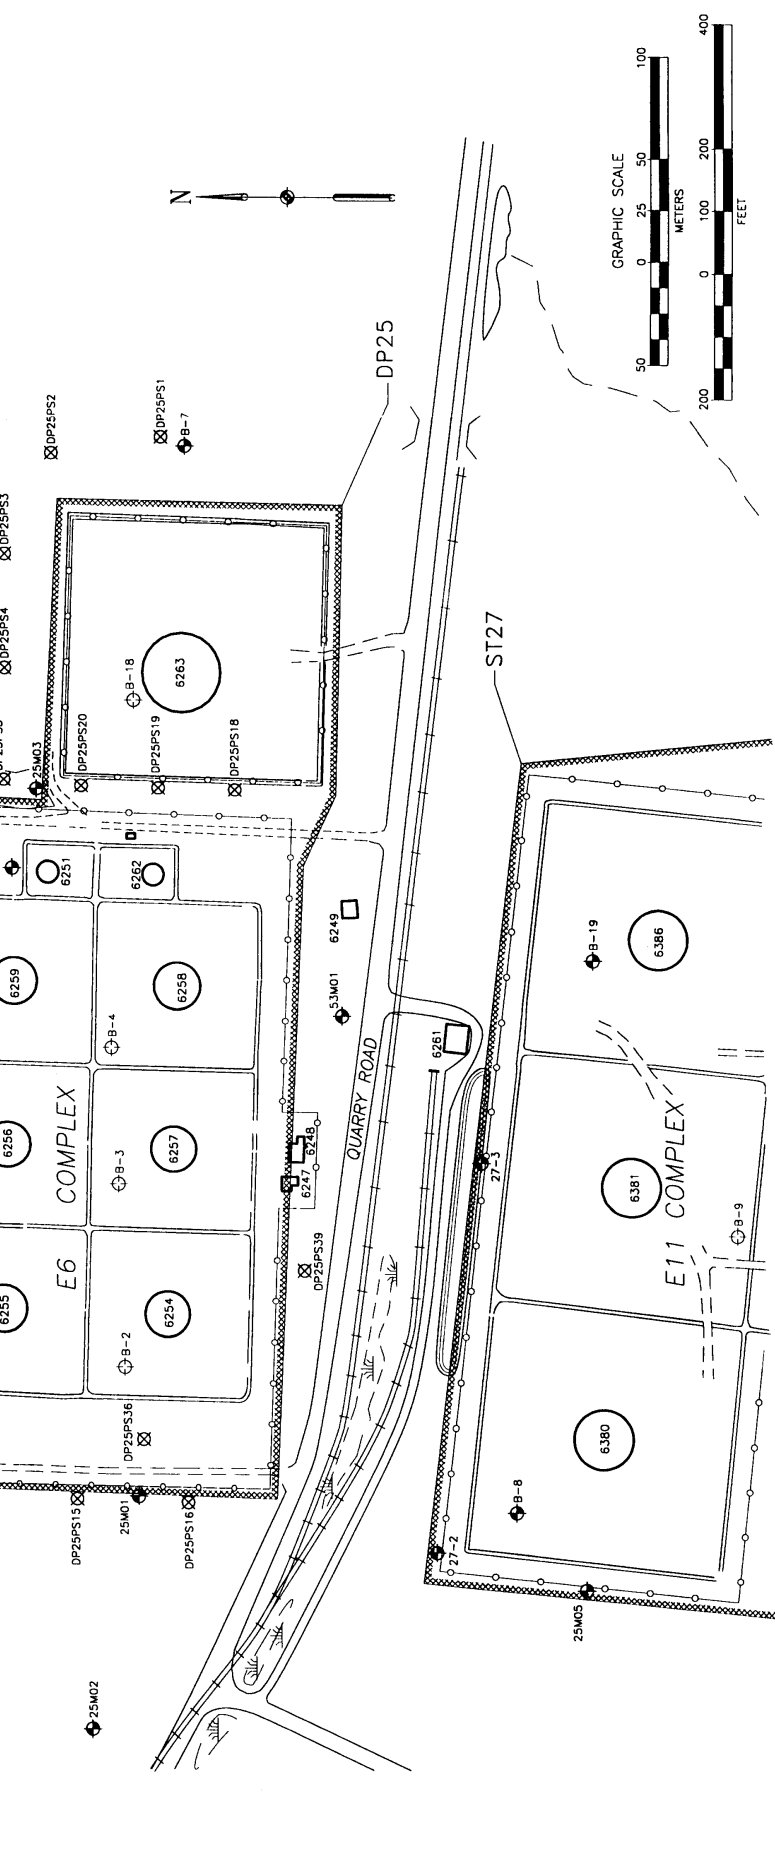 N
GRAPHIC SCALE
50 0 25 50 100
METERS
200 0 100 200 400
FEET
DP25PS2
DP25PS1
B-7
DP25PS3
DP25PS4
DP25
25M03
DP25PS20
DP25PS19
DP25PS18
B-18
6263
6251
6262
6249
53M01
6259
6258
B-4
E6 COMPLEX
6256
6257
B-3
6248
6247
QUARRY ROAD
6261
DP25PS39
6255
6254
B-2
DP25PS36
DP25PS15
25M01
DP25PS16
25M02
ST27
B-19
6386
27-3
6381
E11 COMPLEX
B-9
6380
B-8
27-2
25M05